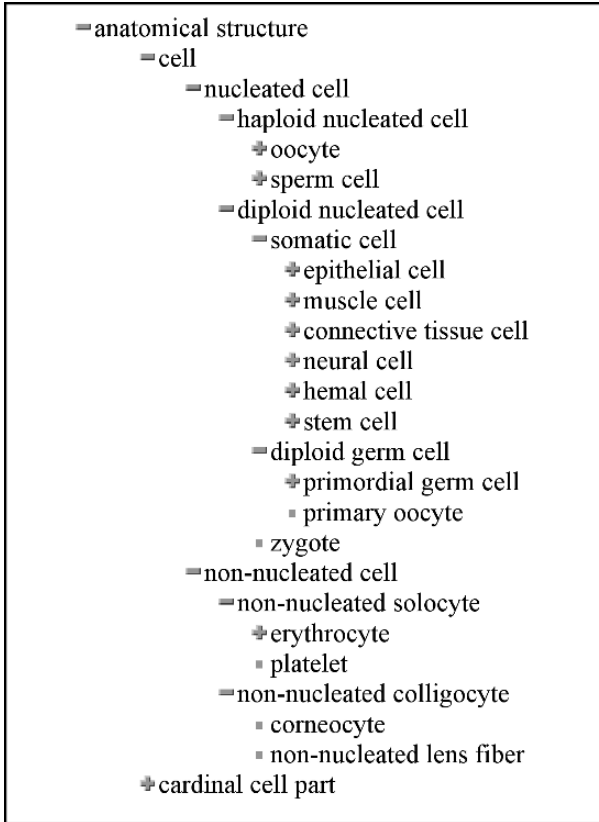 anatomical structure
cell
nucleated cell
haploid nucleated cell
oocyte
sperm cell
diploid nucleated cell
somatic cell
epithelial cell
muscle cell
connective tissue cell
neural cell
hemal cell
stem cell
diploid germ cell
primordial germ cell
primary oocyte
zygote
non-nucleated cell
non-nucleated solocyte
erythrocyte
platelet
non-nucleated colligocyte
corneocyte
non-nucleated lens fiber
cardinal cell part